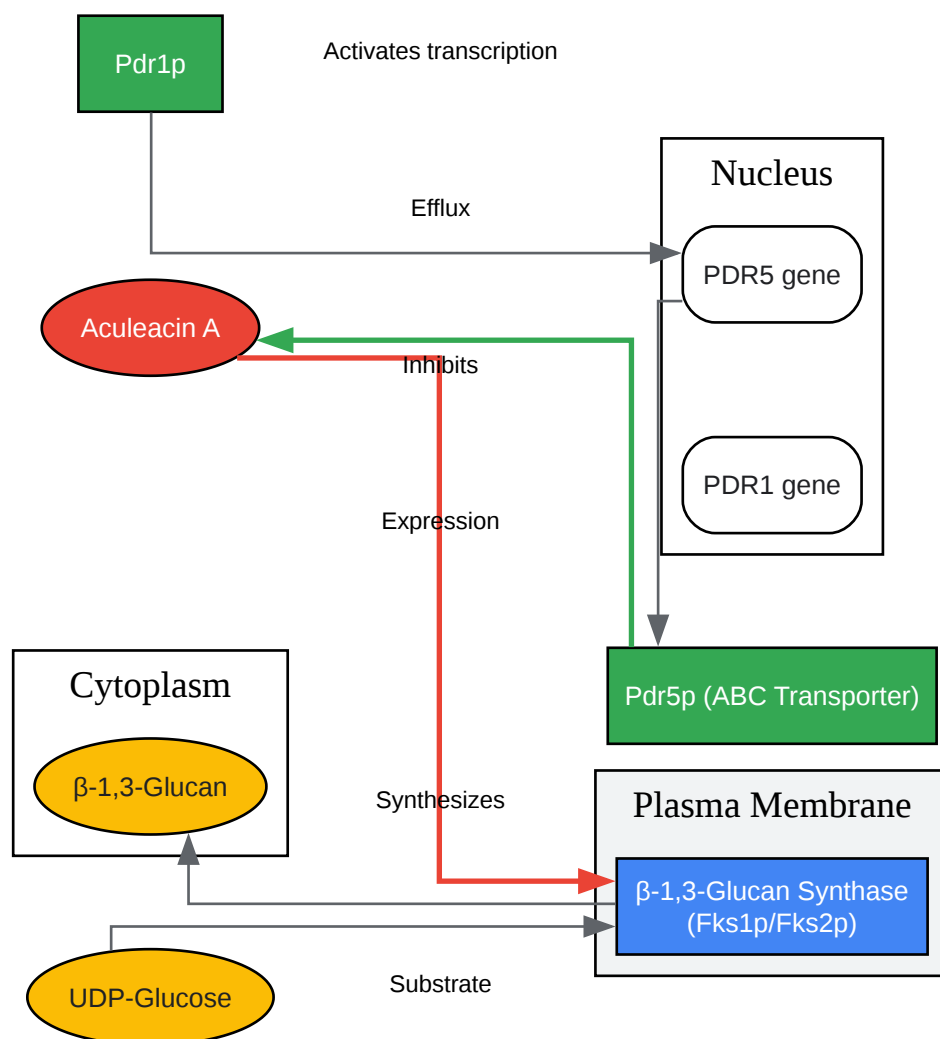 Pdr1p
Activates transcription
Nucleus
Efflux
PDR5 gene
Aculeacin A
Inhibits
PDR1 gene
Expression
Cytoplasm
Pdr5p (ABC Transporter)
β-1,3-Glucan
Synthesizes
Plasma Membrane
β-1,3-Glucan Synthase
(Fks1p/Fks2p)
Substrate
UDP-Glucose